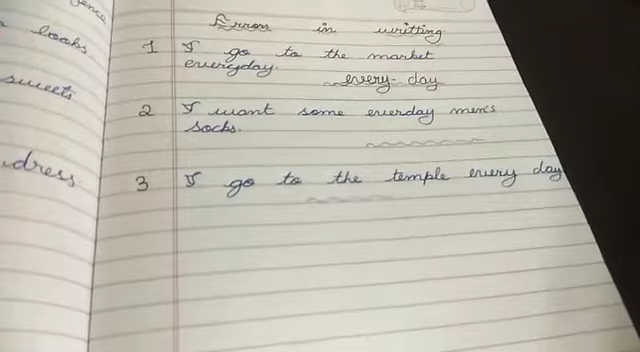 books
sweets
dress.
Errors in writting
1 I go to the market
everyday.
every-day
2 I want some everday men's
socks.
3 I go to the temple every day